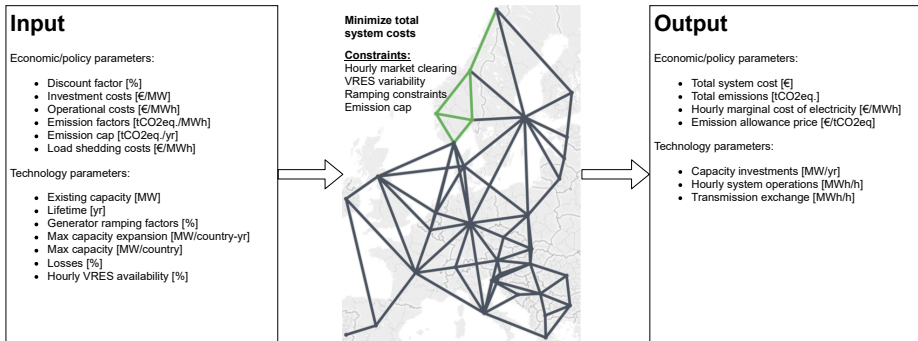 Input
Economic/policy parameters:
• Discount factor [%]
• Investment costs [€/MW]
• Operational costs [€/MWh]
• Emission factors [tCO2eq./MWh]
• Emission cap [tCO2eq./yr]
• Load shedding costs [€/MWh]
Technology parameters:
• Existing capacity [MW]
• Lifetime [yr]
• Generator ramping factors [%]
• Max capacity expansion [MW/country-yr]
• Max capacity [MW/country]
• Losses [%]
• Hourly VRES availability [%]
Minimize total
system costs
Constraints:
Hourly market clearing
VRES variability
Ramping constraints
Emission cap
Output
Economic/policy parameters:
• Total system cost [€]
• Total emissions [tCO2eq.]
• Hourly marginal cost of electricity [€/MWh]
• Emission allowance price [€/tCO2eq]
Technology parameters:
• Capacity investments [MW/yr]
• Hourly system operations [MWh/h]
• Transmission exchange [MWh/h]